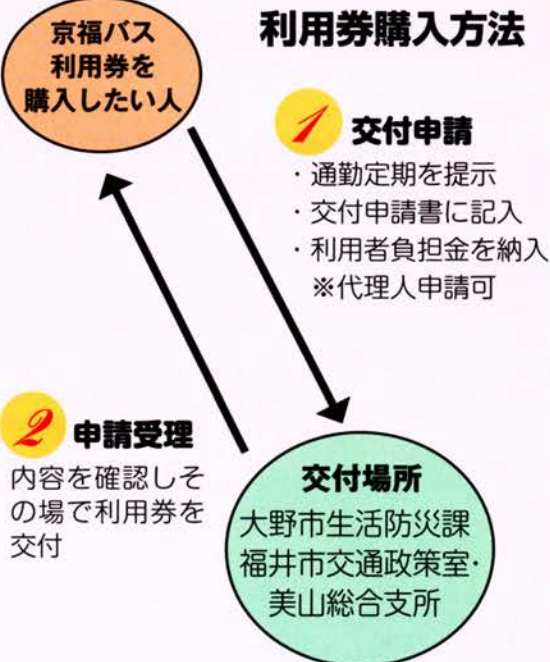 利用券購入方法
京福バス
利用券を
購入したい人
1 交付申請
・通勤定期を提示
・交付申請書に記入
・利用者負担金を納入
※代理人申請可
2 申請受理
内容を確認しそ
の場で利用券を
交付
交付場所
大野市生活防災課
福井市交通政策室・
美山総合支所